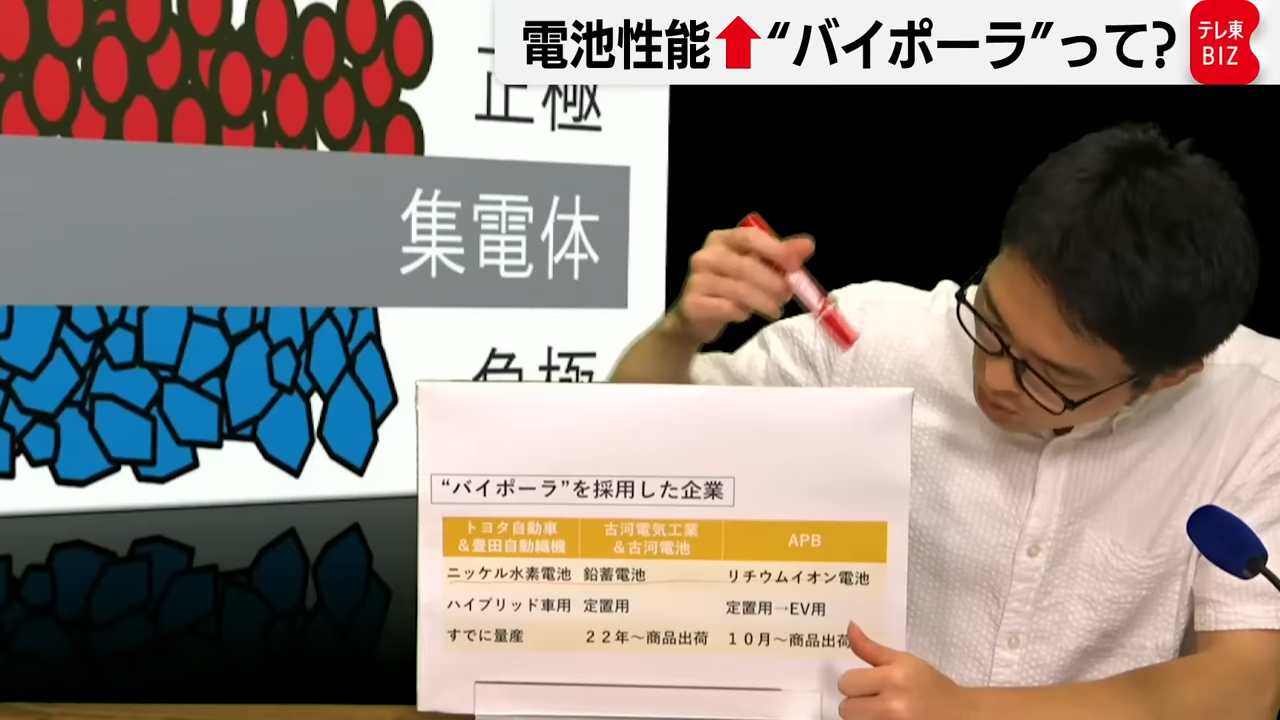 電池性能↑“バイポーラ”って?
テレ東
BIZ
正極
集電体
負極
“バイポーラ”を採用した企業
トヨタ自動車
&豊田自動織機
古河電気工業
&古河電池
APB
ニッケル水素電池 鉛蓄電池 リチウムイオン電池
ハイブリッド車用 定置用 定置用→EV用
すでに量産 22年~商品出荷 10月~商品出荷